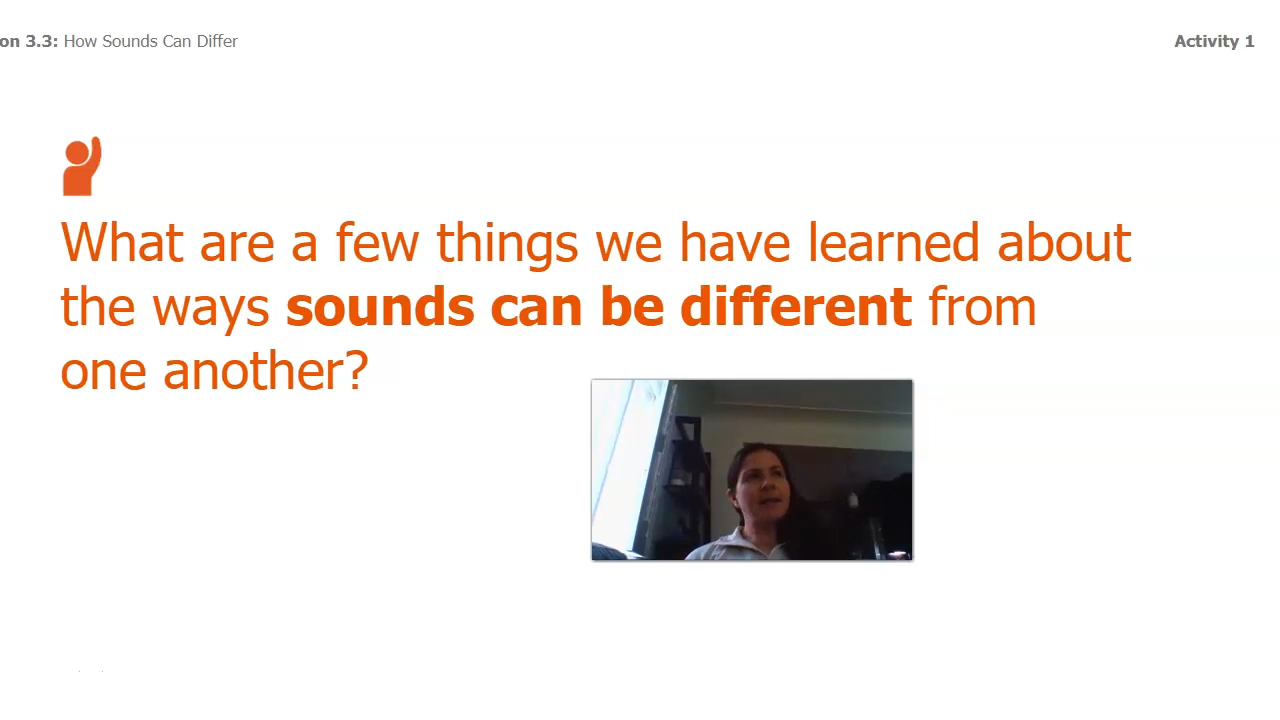 on 3.3: How Sounds Can Differ
Activity 1
What are a few things we have learned about
the ways sounds can be different from
one another?